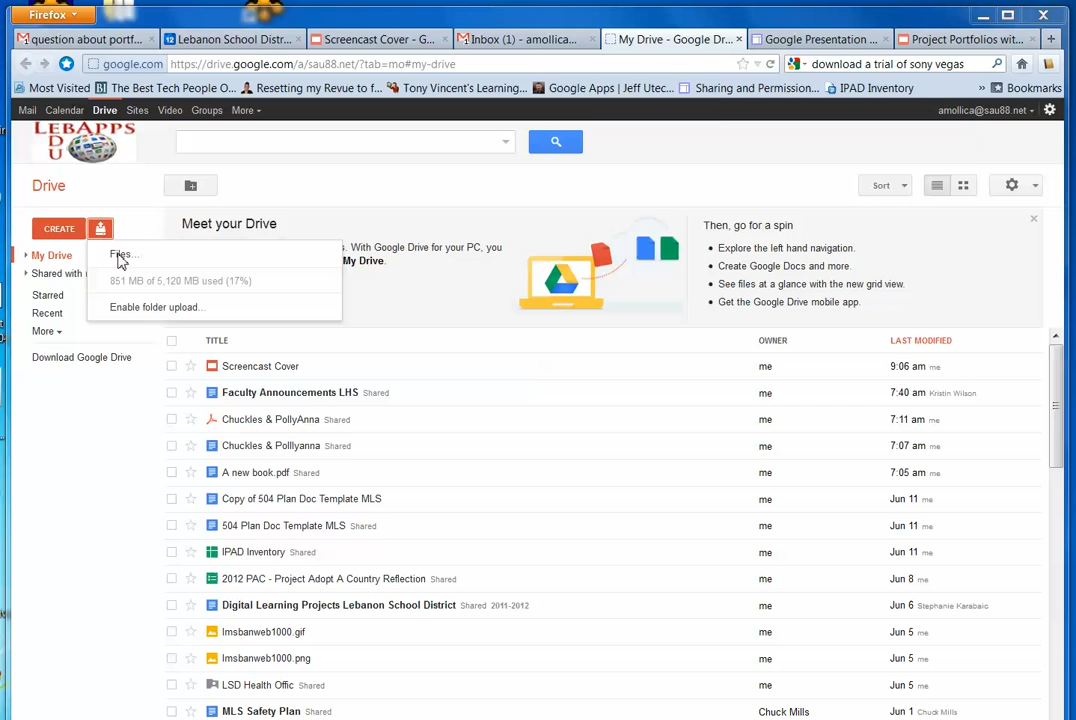 Firefox
question about portf...
Lebanon School Distr...
Screencast Cover - G...
Inbox (1) - amollica...
My Drive - Google Dr...
Google Presentation ...
Project Portfolios wit...
google.com
https://drive.google.com/a/sau88.net/?tab=mo#my-drive
download a trial of sony vegas
Most Visited
The Best Tech People O...
Resetting my Revue to f...
Tony Vincent's Learning...
Google Apps | Jeff Utec...
Sharing and Permission...
IPAD Inventory
Bookmarks
Mail Calendar Drive Sites Video Groups More
amollica@sau88.net
LEBAPPS
EDU
Drive
Sort
CREATE
Meet your Drive
Then, go for a spin
My Drive
Files...
s. With Google Drive for your PC, you
My Drive.
Explore the left handl navigation.
Create Google Docs and more.
See files at a glance with the new grid view.
Get the Google Drive mobile app.
Shared with
851 MB of 5,120 MB used (17%)
Starred
Enable folder upload...
Recent
More
Download Google Drive
TITLE OWNER LAST MODIFIED
Screencast Cover me 9:06 am me
Faculty Announcements LHS Shared me 7:40 am Kristin Wilson
Chuckles & PollyAnna Shared me 7:11 am me
Chuckles & Polllyanna Shared me 7:07 am me
A new book.pdf Shared me 7:05 am me
Copy of 504 Plan Doc Template MLS me Jun 11 me
504 Plan Doc Template MLS Shared me Jun 11 me
IPAD Inventory Shared me Jun 11 me
2012 PAC - Project Adopt A Country Reflection Shared me Jun 8 me
Digital Learning Projects Lebanon School District Shared 2011-2012 me Jun 6 Stephanie Karabaic
lmsbanweb1000.gif me Jun 5 me
lmsbanweb1000.png me Jun 5 me
LSD Health Offic Shared me Jun 5 me
MLS Safety Plan Shared Chuck Mills Jun 1 Chuck Mills